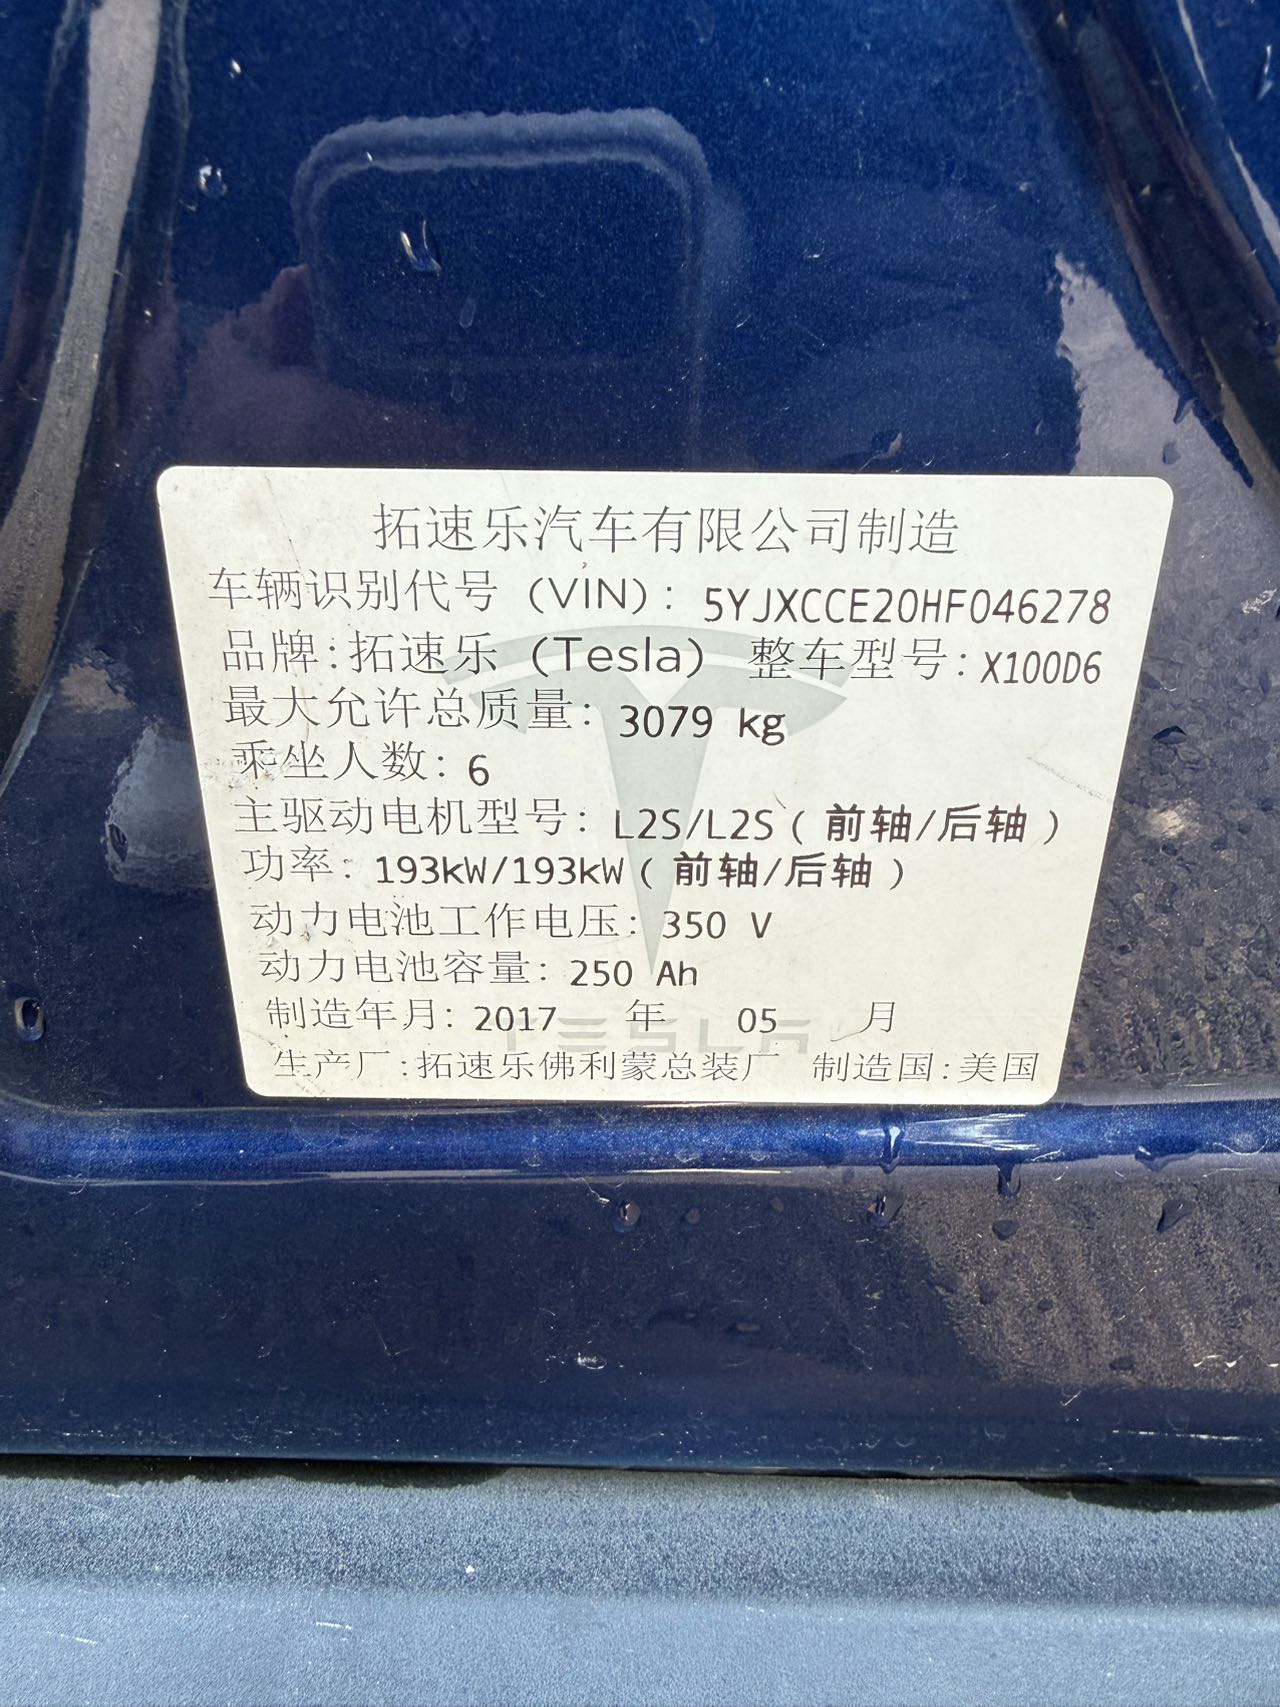 拓速乐汽车有限公司制造
车辆识别代号 (VIN): 5YJXCCE20HF046278
品牌:拓速乐 (Tesla) 整车型号:X100D6
最大允许总质量: 3079 kg
乘坐人数: 6
主驱动电机型号: L2S/L2S ( 前轴/后轴 )
功率: 193kW/193kW ( 前轴/后轴 )
动力电池工作电压: 350 V
动力电池容量: 250 Ah
制造年月: 2017 年 05 月
TESLA
生产厂:拓速乐佛利蒙总装厂 制造国:美国